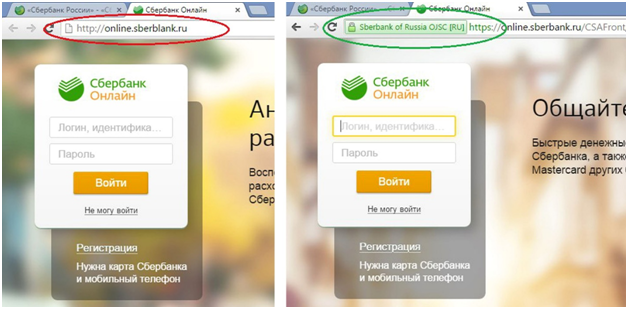 «Сбербанк России» - «С
Сбербанк Онлайн
http://online.sberblank.ru
Сбербанк
Онлайн
Логин, идентифика...
Пароль
Войти
Не могу войти
Регистрация
Нужна карта Сбербанка
и мобильный телефон
Ан
ра
Воспо
расхо
Сбер
«Сбербанк России» - «С
Сбербанк Онлайн
Sberbank of Russia OJSC [RU] https://online.sberbank.ru/CSAFront
Сбербанк
Онлайн
Логин, идентифика...
Пароль
Войти
Не могу войти
Регистрация
Нужна карта Сбербанка
и мобильный телефон
Общайте
Быстрые денежные
Сбербанка, а такж
Mastercard других